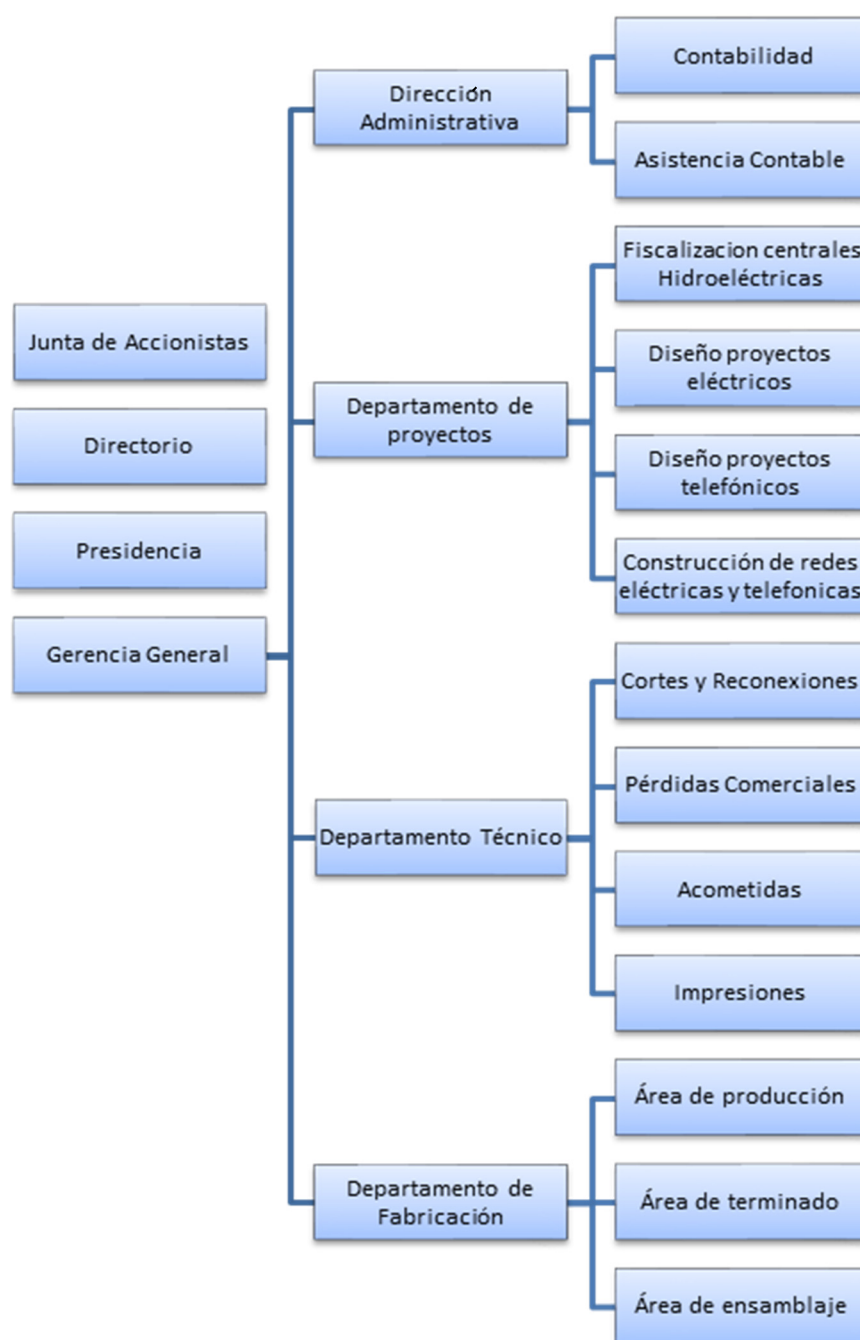 Junta de Accionistas
Directorio
Presidencia
Gerencia General
Dirección
Administrativa
Contabilidad
Asistencia Contable
Departamento de
proyectos
Fiscalizacion centrales
Hidroeléctricas
Diseño proyectos
eléctricos
Diseño proyectos
telefónicos
Construcción de redes
eléctricas y telefonicas
Departamento Técnico
Cortes y Reconexiones
Pérdidas Comerciales
Acometidas
Impresiones
Departamento de
Fabricación
Área de producción
Área de terminado
Área de ensamblaje